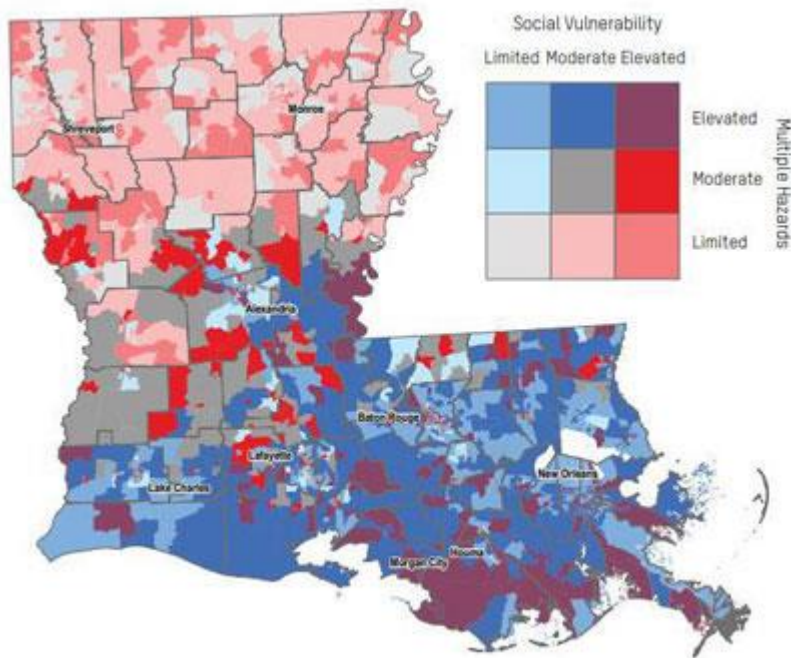 Social Vulnerability
Limited Moderate Elevated
Elevated
Moderate
Limited
Multiple Hazards
Monroe
Shreveport
Alexandria
Baton Rouge
Lafayette
Lake Charles
New Orleans
Houma
Morgan City